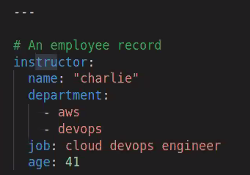 ---
# An employee record
instructor:
  name: "charlie"
  department:
    - aws
    - devops
  job: cloud devops engineer
  age: 41